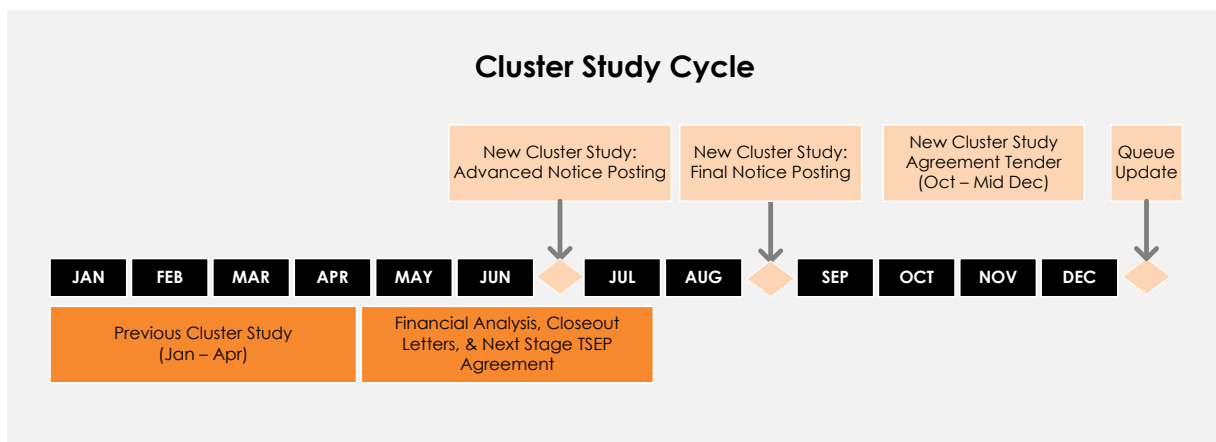 Cluster Study Cycle
New Cluster Study:
Advanced Notice Posting
New Cluster Study:
Final Notice Posting
New Cluster Study
Agreement Tender
(Oct – Mid Dec)
Queue
Update
JAN FEB MAR APR MAY JUN JUL AUG SEP OCT NOV DEC
Previous Cluster Study
(Jan – Apr)
Financial Analysis, Closeout
Letters, & Next Stage TSEP
Agreement